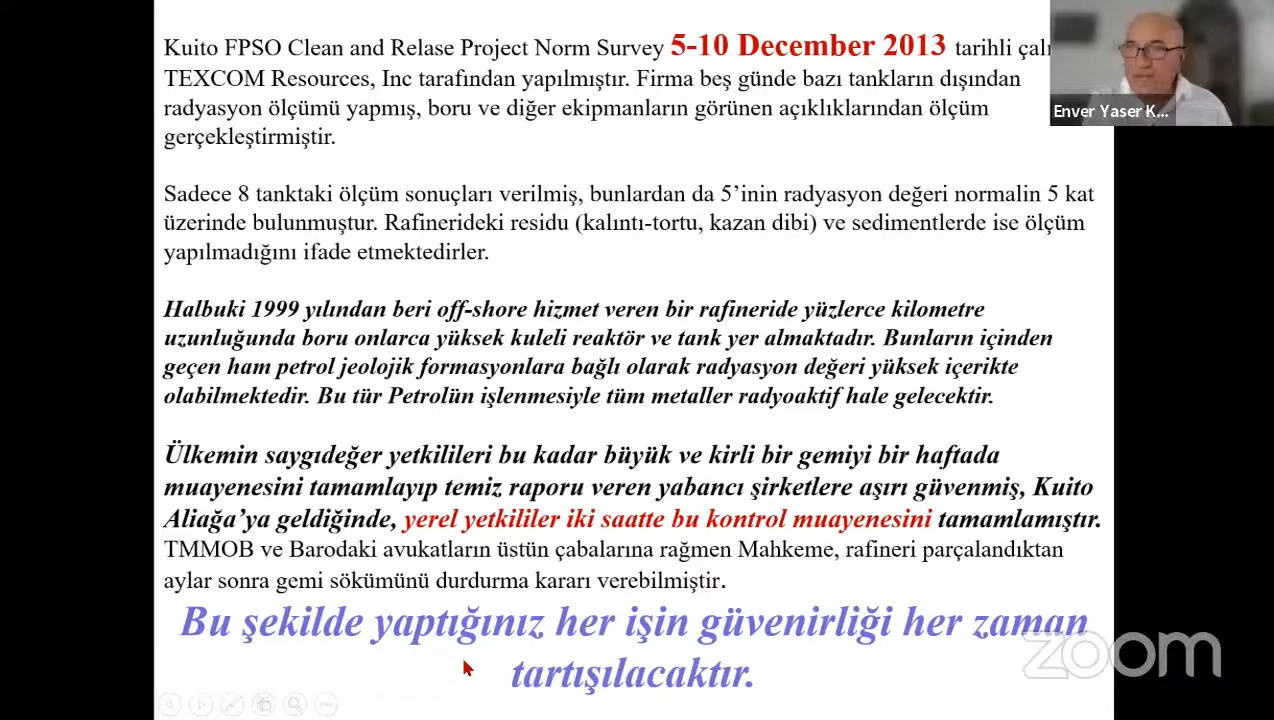 Kuito FPSO Clean and Relase Project Norm Survey 5-10 December 2013 tarihli
TEXCOM Resources, Inc tarafından yapılmıştır. Firma beş günde bazı tankların dışından
radyasyon ölçümü yapmış, boru ve diğer ekipmanların görünen açıklıklarından ölçüm
gerçekleştirmiştir.
Enver Yaser K...
Sadece 8 tanktaki ölçüm sonuçları verilmiş, bunlardan da 5’inin radyasyon değeri normalin 5 kat
üzerinde bulunmuştur. Rafinerideki residu (kalıntı-tortu, kazan dibi) ve sedimentlerde ise ölçüm
yapılmadığını ifade etmektedirler.
Halbuki 1999 yılından beri off-shore hizmet veren bir rafineride yüzlerce kilometre
uzunluğunda boru onlarca yüksek kuleli reaktör ve tank yer almaktadır. Bunların içinden
geçen ham petrol jeolojik formasyonlara bağlı olarak radyasyon değeri yüksek içerikte
olabilmektedir. Bu tür Petrolün işlenmesiyle tüm metaller radyoaktif hale gelecektir.
Ülkemin saygıdeğer yetkilileri bu kadar büyük ve kirli bir gemiyi bir haftada
muayenesini tamamlayıp temiz raporu veren yabancı şirketlere aşırı güvenmiş, Kuito
Aliağa’ya geldiğinde, yerel yetkililer iki saatte bu kontrol muayenesini tamamlamıştır.
TMMOB ve Barodaki avukatların üstün çabalarına rağmen Mahkeme, rafineri parçalandıktan
aylar sonra gemi sökümünü durdurma kararı verebilmiştir.
Bu şekilde yaptığınız her işin güvenirliği her zaman
tartışılacaktır.
zoom